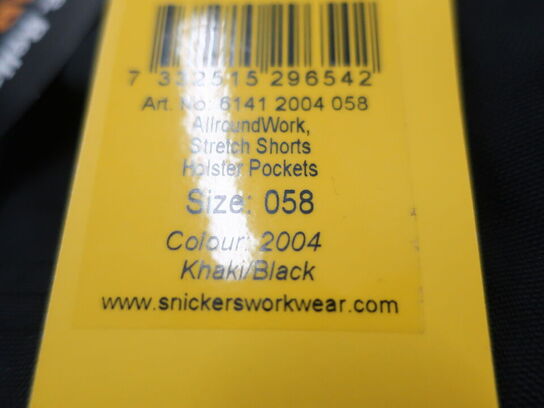 7 332515 296542
Art. No: 6141 2004 058
AllroundWork,
Stretch Shorts
Holster Pockets
Size: 058
Colour: 2004
Khaki/Black
www.snickersworkwear.com